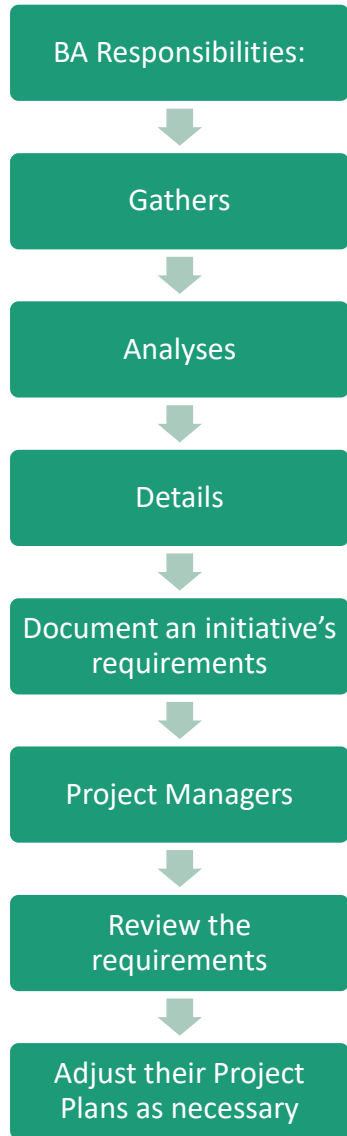 BA Responsibilities:
Gathers
Analyses
Details
Document an initiative’s
requirements
Project Managers
Review the
requirements
Adjust their Project
Plans as necessary